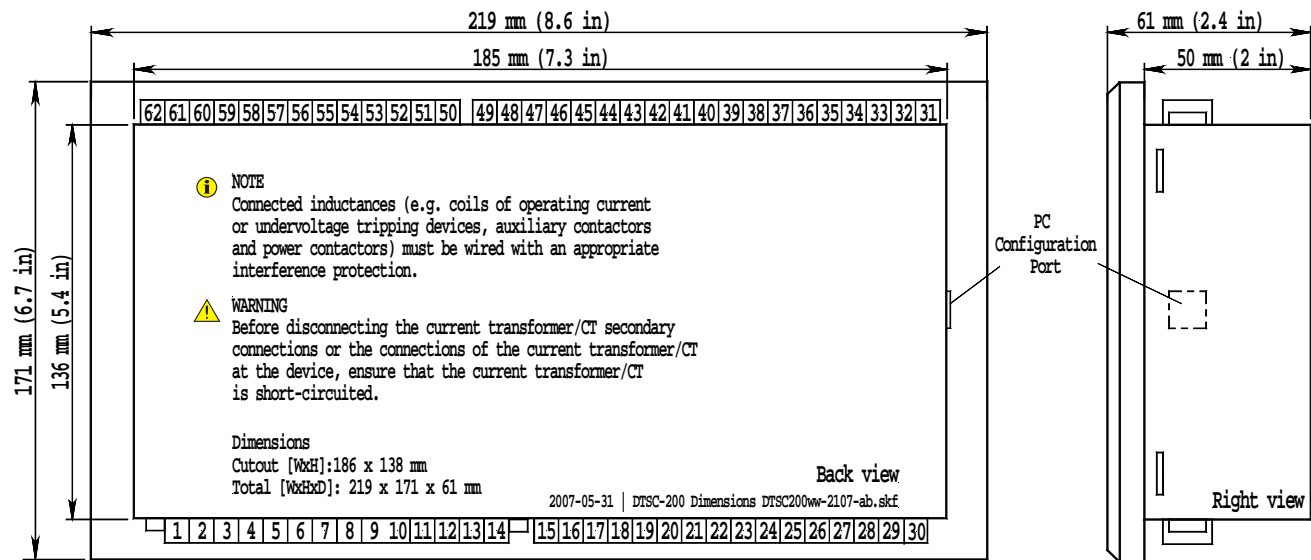 219 mm (8.6 in)
185 mm (7.3 in)
61 mm (2.4 in)
50 mm (2 in)
62 61 60 59 58 57 56 55 54 53 52 51 50 49 48 47 46 45 44 43 42 41 40 39 38 37 36 35 34 33 32 31
171 mm (6.7 in)
136 mm (5.4 in)
NOTE
Connected inductances (e.g. coils of operating current
or undervoltage tripping devices, auxiliary contactors
and power contactors) must be wired with an appropriate
interference protection.
WARNING
Before disconnecting the current transformer/CT secondary
connections or the connections of the current transformer/CT
at the device, ensure that the current transformer/CT
is short-circuited.
Dimensions
Cutout [WxH]:186 x 138 mm
Total [WxHxD]: 219 x 171 x 61 mm
Back view
2007-05-31 | DTSC-200 Dimensions DTSC200ww-2107-ab.skf
1 2 3 4 5 6 7 8 9 10 11 12 13 14 15 16 17 18 19 20 21 22 23 24 25 26 27 28 29 30
PC
Configuration
Port
Right view